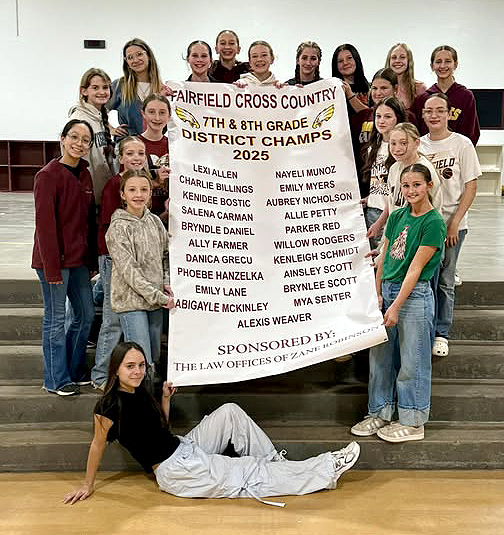 FAIRFIELD CROSS COUNTRY
7TH & 8TH GRADE
DISTRICT CHAMPS
2025
LEXI ALLEN
CHARLIE BILLINGS
KENIDEE BOSTIC
SALENA CARMAN
BRYNDLE DANIEL
ALLY FARMER
DANICA GRECU
PHOEBE HANZELKA
EMILY LANE
ABIGAYLE MCKINLEY
NAYELI MUNOZ
EMILY MYERS
AUBREY NICHOLSON
ALLIE PETTY
PARKER RED
WILLOW RODGERS
KENLEIGH SCHMIDT
AINSLEY SCOTT
BRYNLEE SCOTT
MYA SENTER
ALEXIS WEAVER
SPONSORED BY:
THE LAW OFFICES OF ZANE ROBINSON